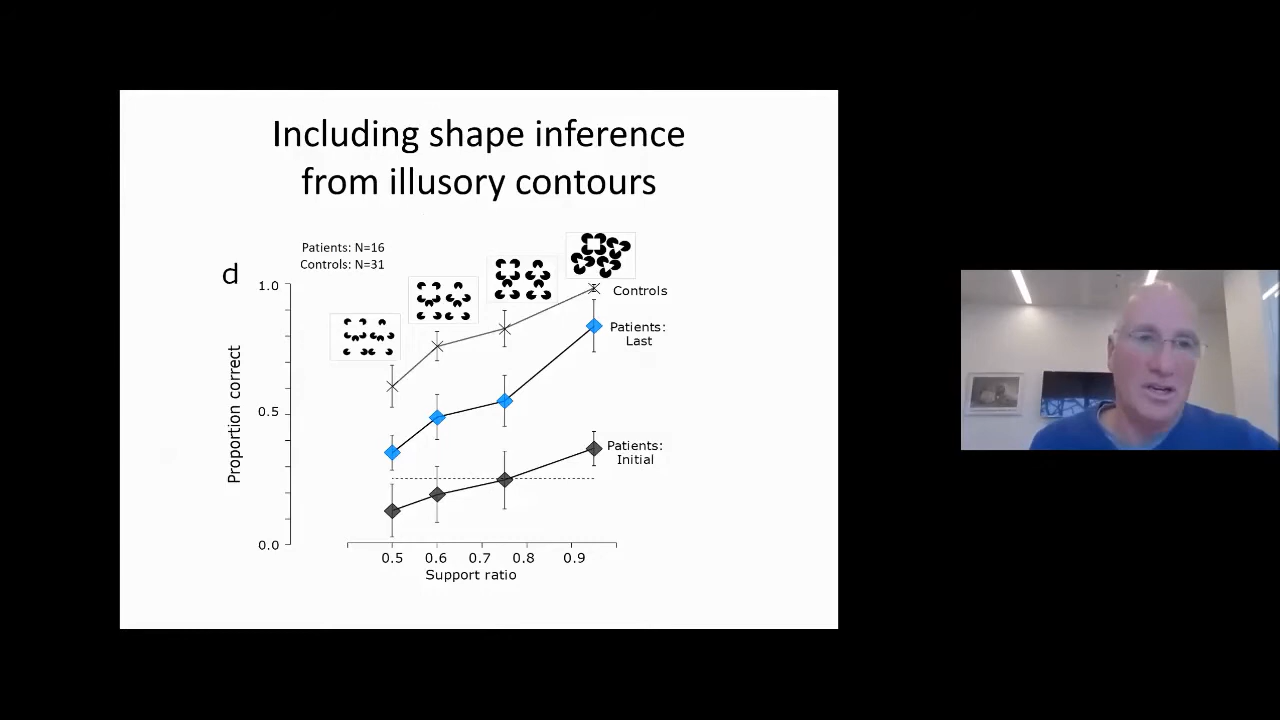 Including shape inference
from illusory contours
Patients: N=16
Controls: N=31
d
1.0
0.5
0.0
Proportion correct
Controls
Patients:
Last
Patients:
Initial
0.5 0.6 0.7 0.8 0.9
Support ratio